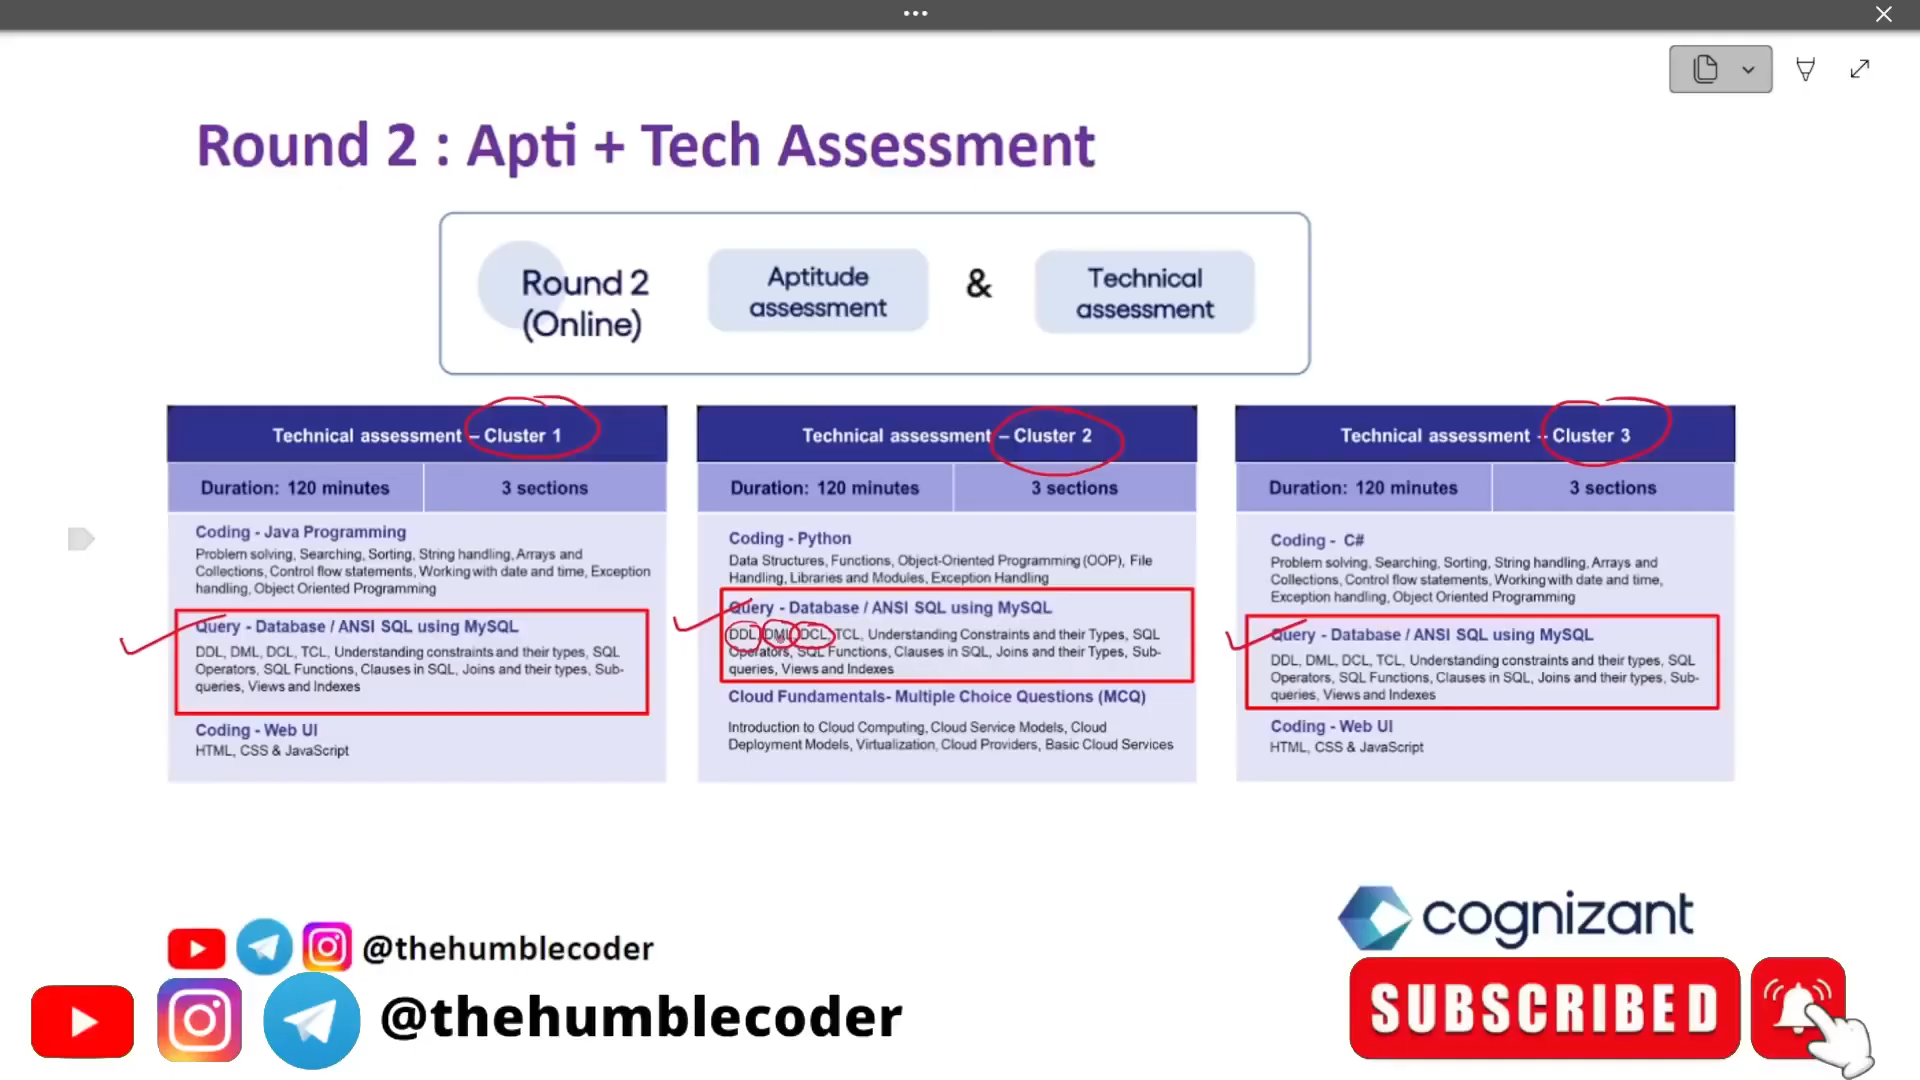 Round 2 : Apti + Tech Assessment
Round 2
(Online)
Aptitude
assessment
&
Technical
assessment
Technical assessment – Cluster 1
Duration: 120 minutes
3 sections
Coding - Java Programming
Problem solving, Searching, Sorting, String handling, Arrays and
Collections, Control flow statements, Working with date and time, Exception
handling, Object Oriented Programming
Query - Database / ANSI SQL using MySQL
DDL, DML, DCL, TCL, Understanding constraints and their types, SQL
Operators, SQL Functions, Clauses in SQL, Joins and their types, Sub-
queries, Views and Indexes
Coding - Web UI
HTML, CSS & JavaScript
Technical assessment – Cluster 2
Duration: 120 minutes
3 sections
Coding - Python
Data Structures, Functions, Object-Oriented Programming (OOP), File
Handling, Libraries and Modules, Exception Handling
Query - Database / ANSI SQL using MySQL
DDL, DML, DCL, TCL, Understanding Constraints and their Types, SQL
Operators, SQL Functions, Clauses in SQL, Joins and their Types, Sub-
queries, Views and Indexes
Cloud Fundamentals- Multiple Choice Questions (MCQ)
Introduction to Cloud Computing, Cloud Service Models, Cloud
Deployment Models, Virtualization, Cloud Providers, Basic Cloud Services
Technical assessment – Cluster 3
Duration: 120 minutes
3 sections
Coding - C#
Problem solving, Searching, Sorting, String handling, Arrays and
Collections, Control flow statements, Working with date and time,
Exception handling, Object Oriented Programming
Query - Database / ANSI SQL using MySQL
DDL, DML, DCL, TCL, Understanding constraints and their types, SQL
Operators, SQL Functions, Clauses in SQL, Joins and their types, Sub-
queries, Views and Indexes
Coding - Web UI
HTML, CSS & JavaScript
@thehumblecoder
cognizant
@thehumblecoder
SUBSCRIBED